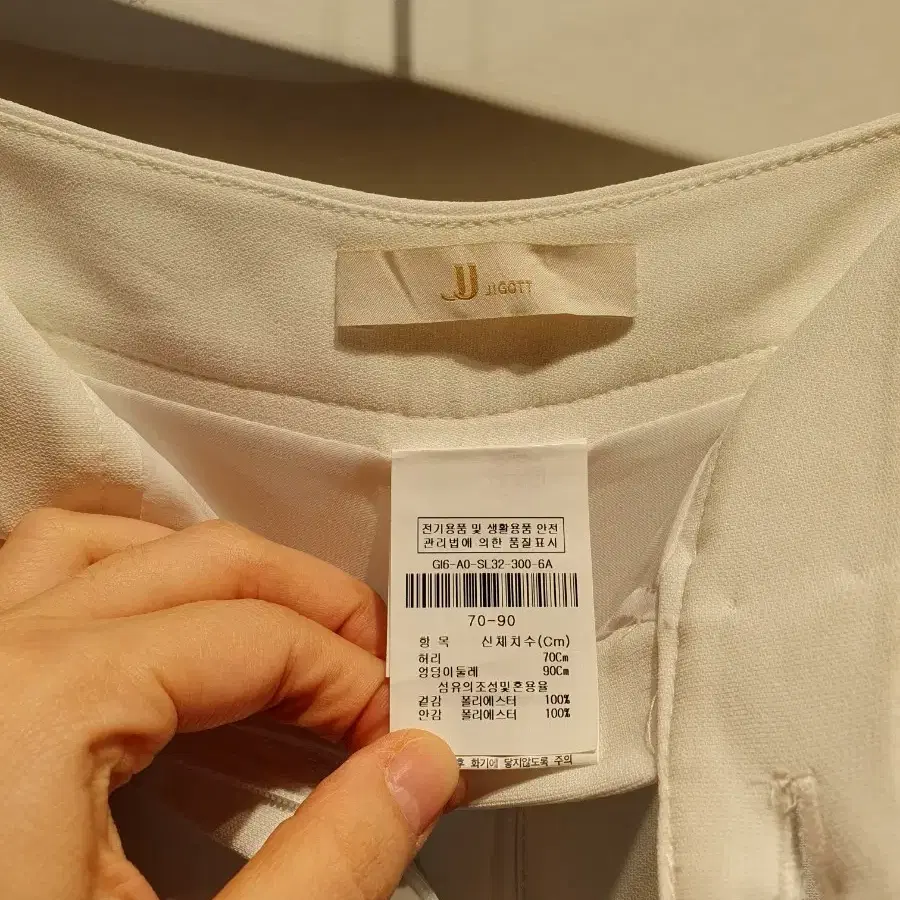 JJ JIGOTT
전기용품 및 생활용품 안전
관리법에 의한 품질표시
GI6-A0-SL32-300-6A
70-90
항 목 신체치수(Cm)
허리 70Cm
엉덩이둘레 90Cm
섬유의조성및혼용율
겉감 폴리에스터 100%
안감 폴리에스터 100%
후 화기에 닿지않도록 주의